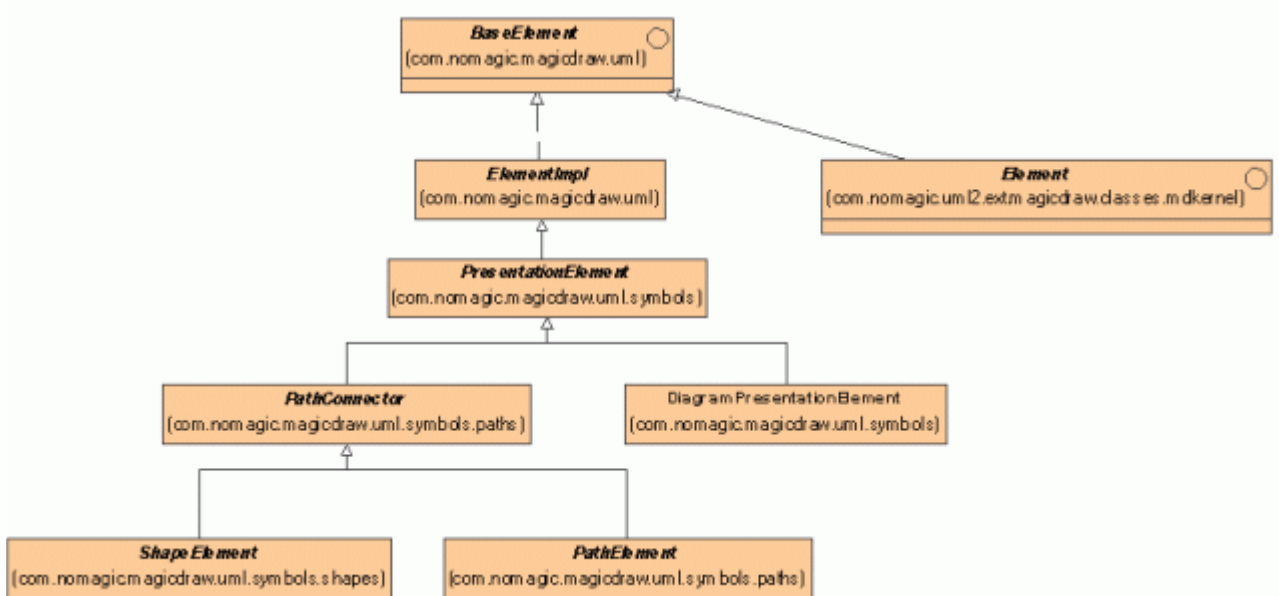 BaseElement
(com.nomagic.magicdraw.uml)
ElementImpl
(com.nomagic.magicdraw.uml)
Element
(com.nomagic.uml2.ext.magicdraw.classes.mdkernel)
PresentationElement
(com.nomagic.magicdraw.uml.symbols)
PathConnector
(com.nomagic.magicdraw.uml.symbols.paths)
DiagramPresentationElement
(com.nomagic.magicdraw.uml.symbols)
ShapeElement
(com.nomagic.magicdraw.uml.symbols.shapes)
PathElement
(com.nomagic.magicdraw.uml.symbols.paths)